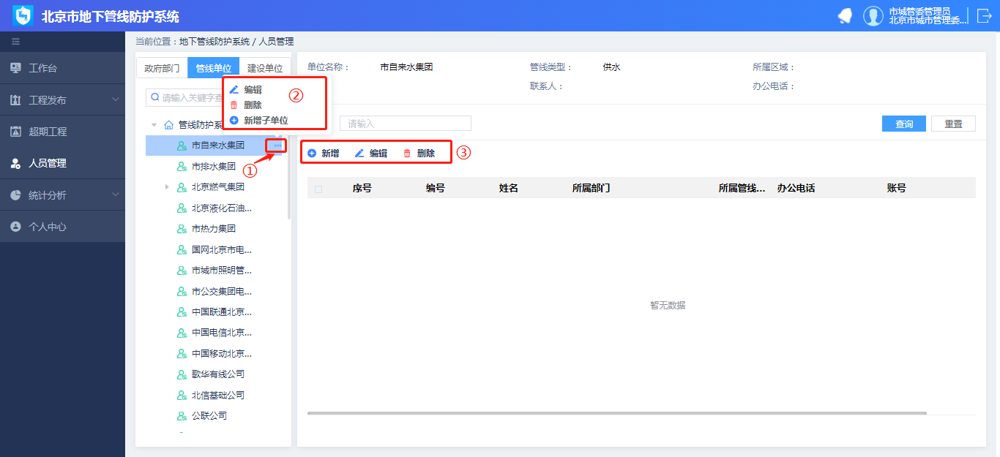 北京市地下管线防护系统
市城管委管理员
北京市城市管理委...
当前位置：地下管线防护系统 / 人员管理
工作台
工程发布
超期工程
人员管理
统计分析
个人中心
政府部门 管线单位 建设单位
请输入关键字查
编辑
删除
新增子单位
②
管线防护系
市自来水集团
①
市排水集团
北京燃气集团
北京液化石油...
市热力集团
国网北京市电...
市城市照明管...
市公交集团电...
中国联通北京...
中国电信北京...
中国移动北京...
歌华有线公司
北信基础公司
公联公司
单位名称： 市自来水集团 管线类型： 供水 所属区域：
联系人： 办公电话：
请输入 查询 重置
新增 编辑 删除 ③
序号 编号 姓名 所属部门 所属管线... 办公电话 账号
暂无数据